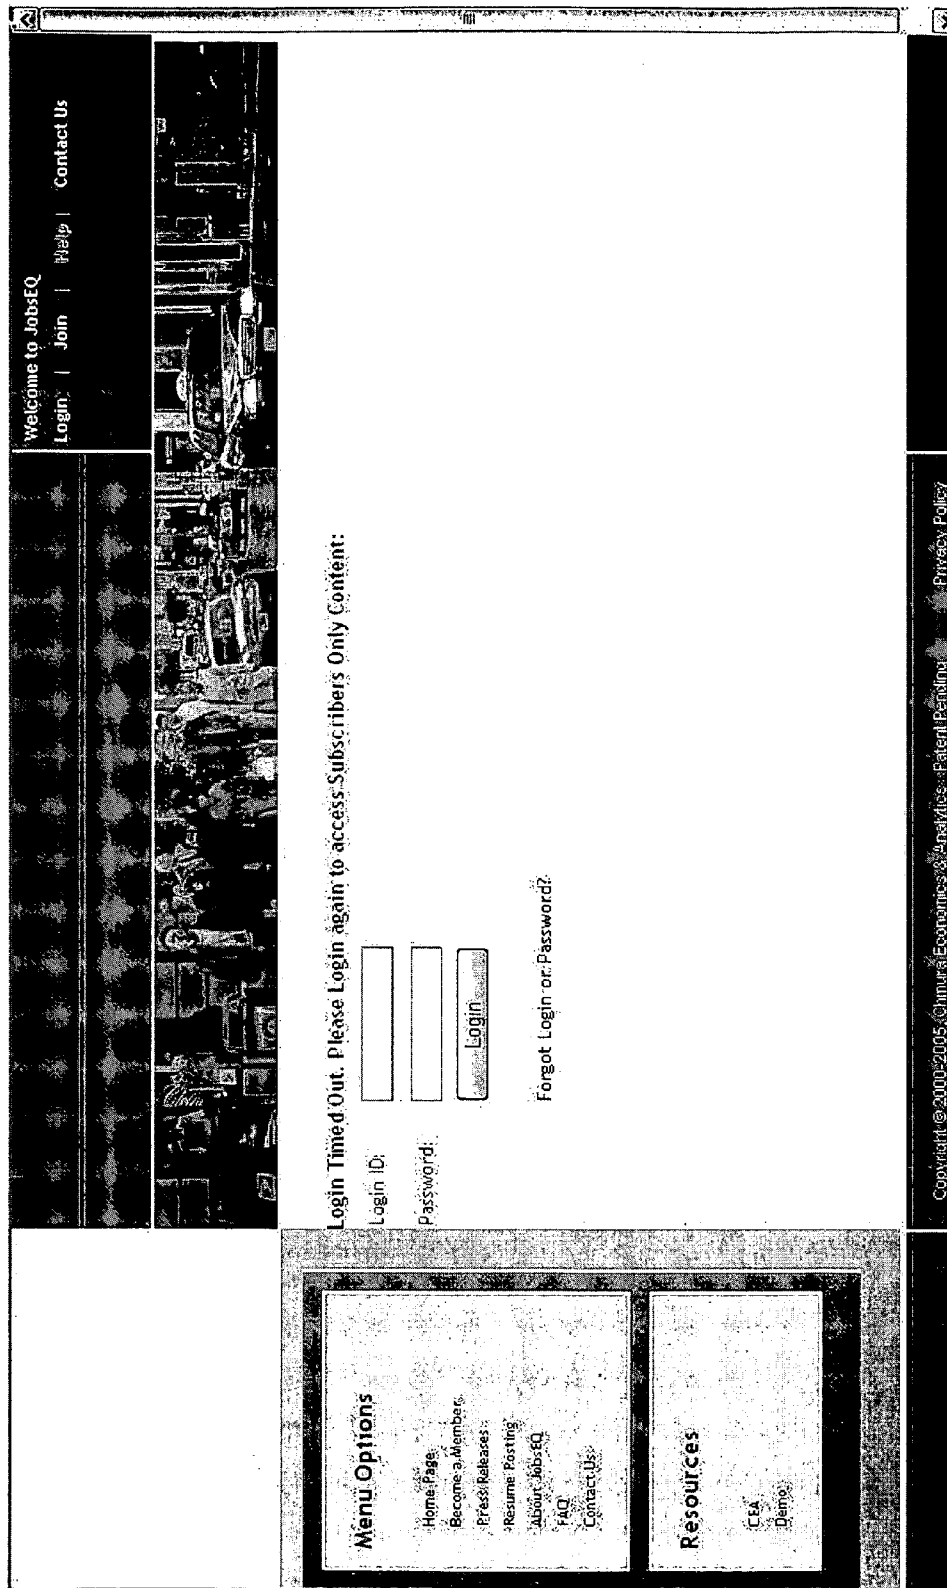 Welcome to JobsEQ
Login | Join | Help | Contact Us
Menu Options
Home Page
Become a Member
Press Releases
Resume Posting
About JobsEQ
FAQ
Contact Us
Resources
CEA
Demo
Login Timed Out. Please Login again to access Subscribers Only Content:
Login ID:
Password:
Login
Forgot Login or Password?
Copyright © 2000-2005 Chmura Economics & Analytics Patent Pending Privacy Policy